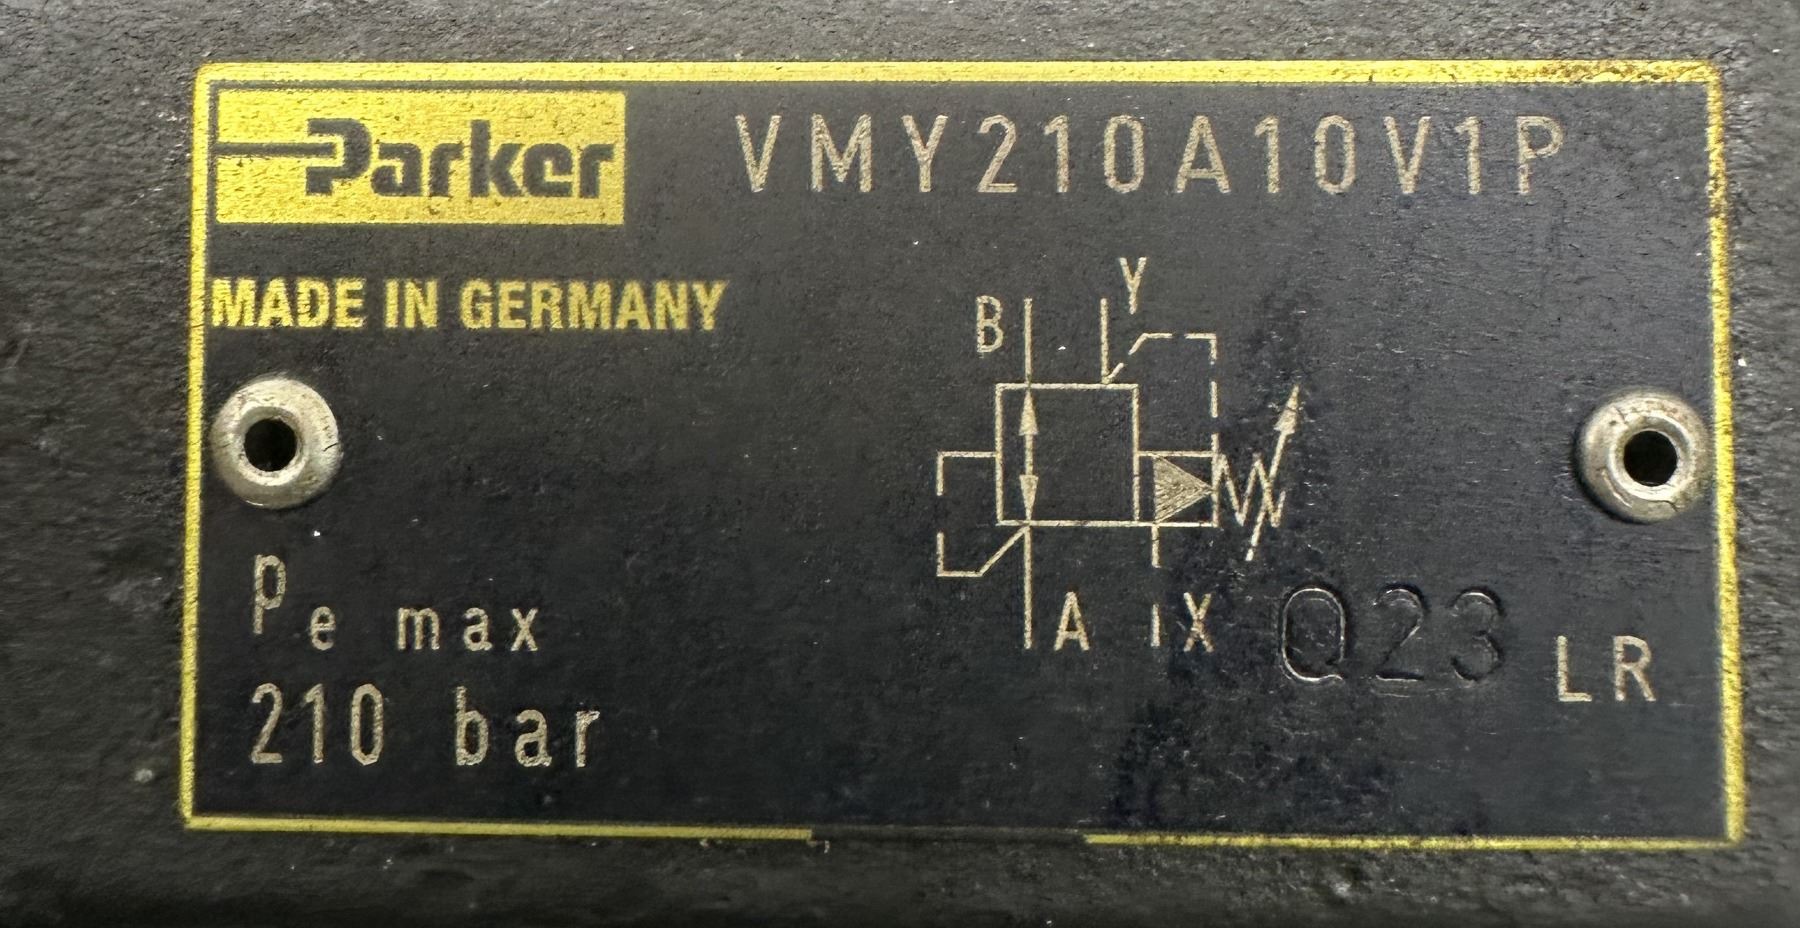 Parker VMY210A10V1P
MADE IN GERMANY
Y
B
Pe max
A X Q23
LR
210 bar